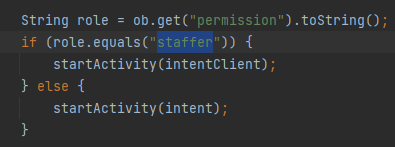 String role = ob.get("permission").toString();
if (role.equals("staffer")) {
    startActivity(intentClient);
} else {
    startActivity(intent);
}